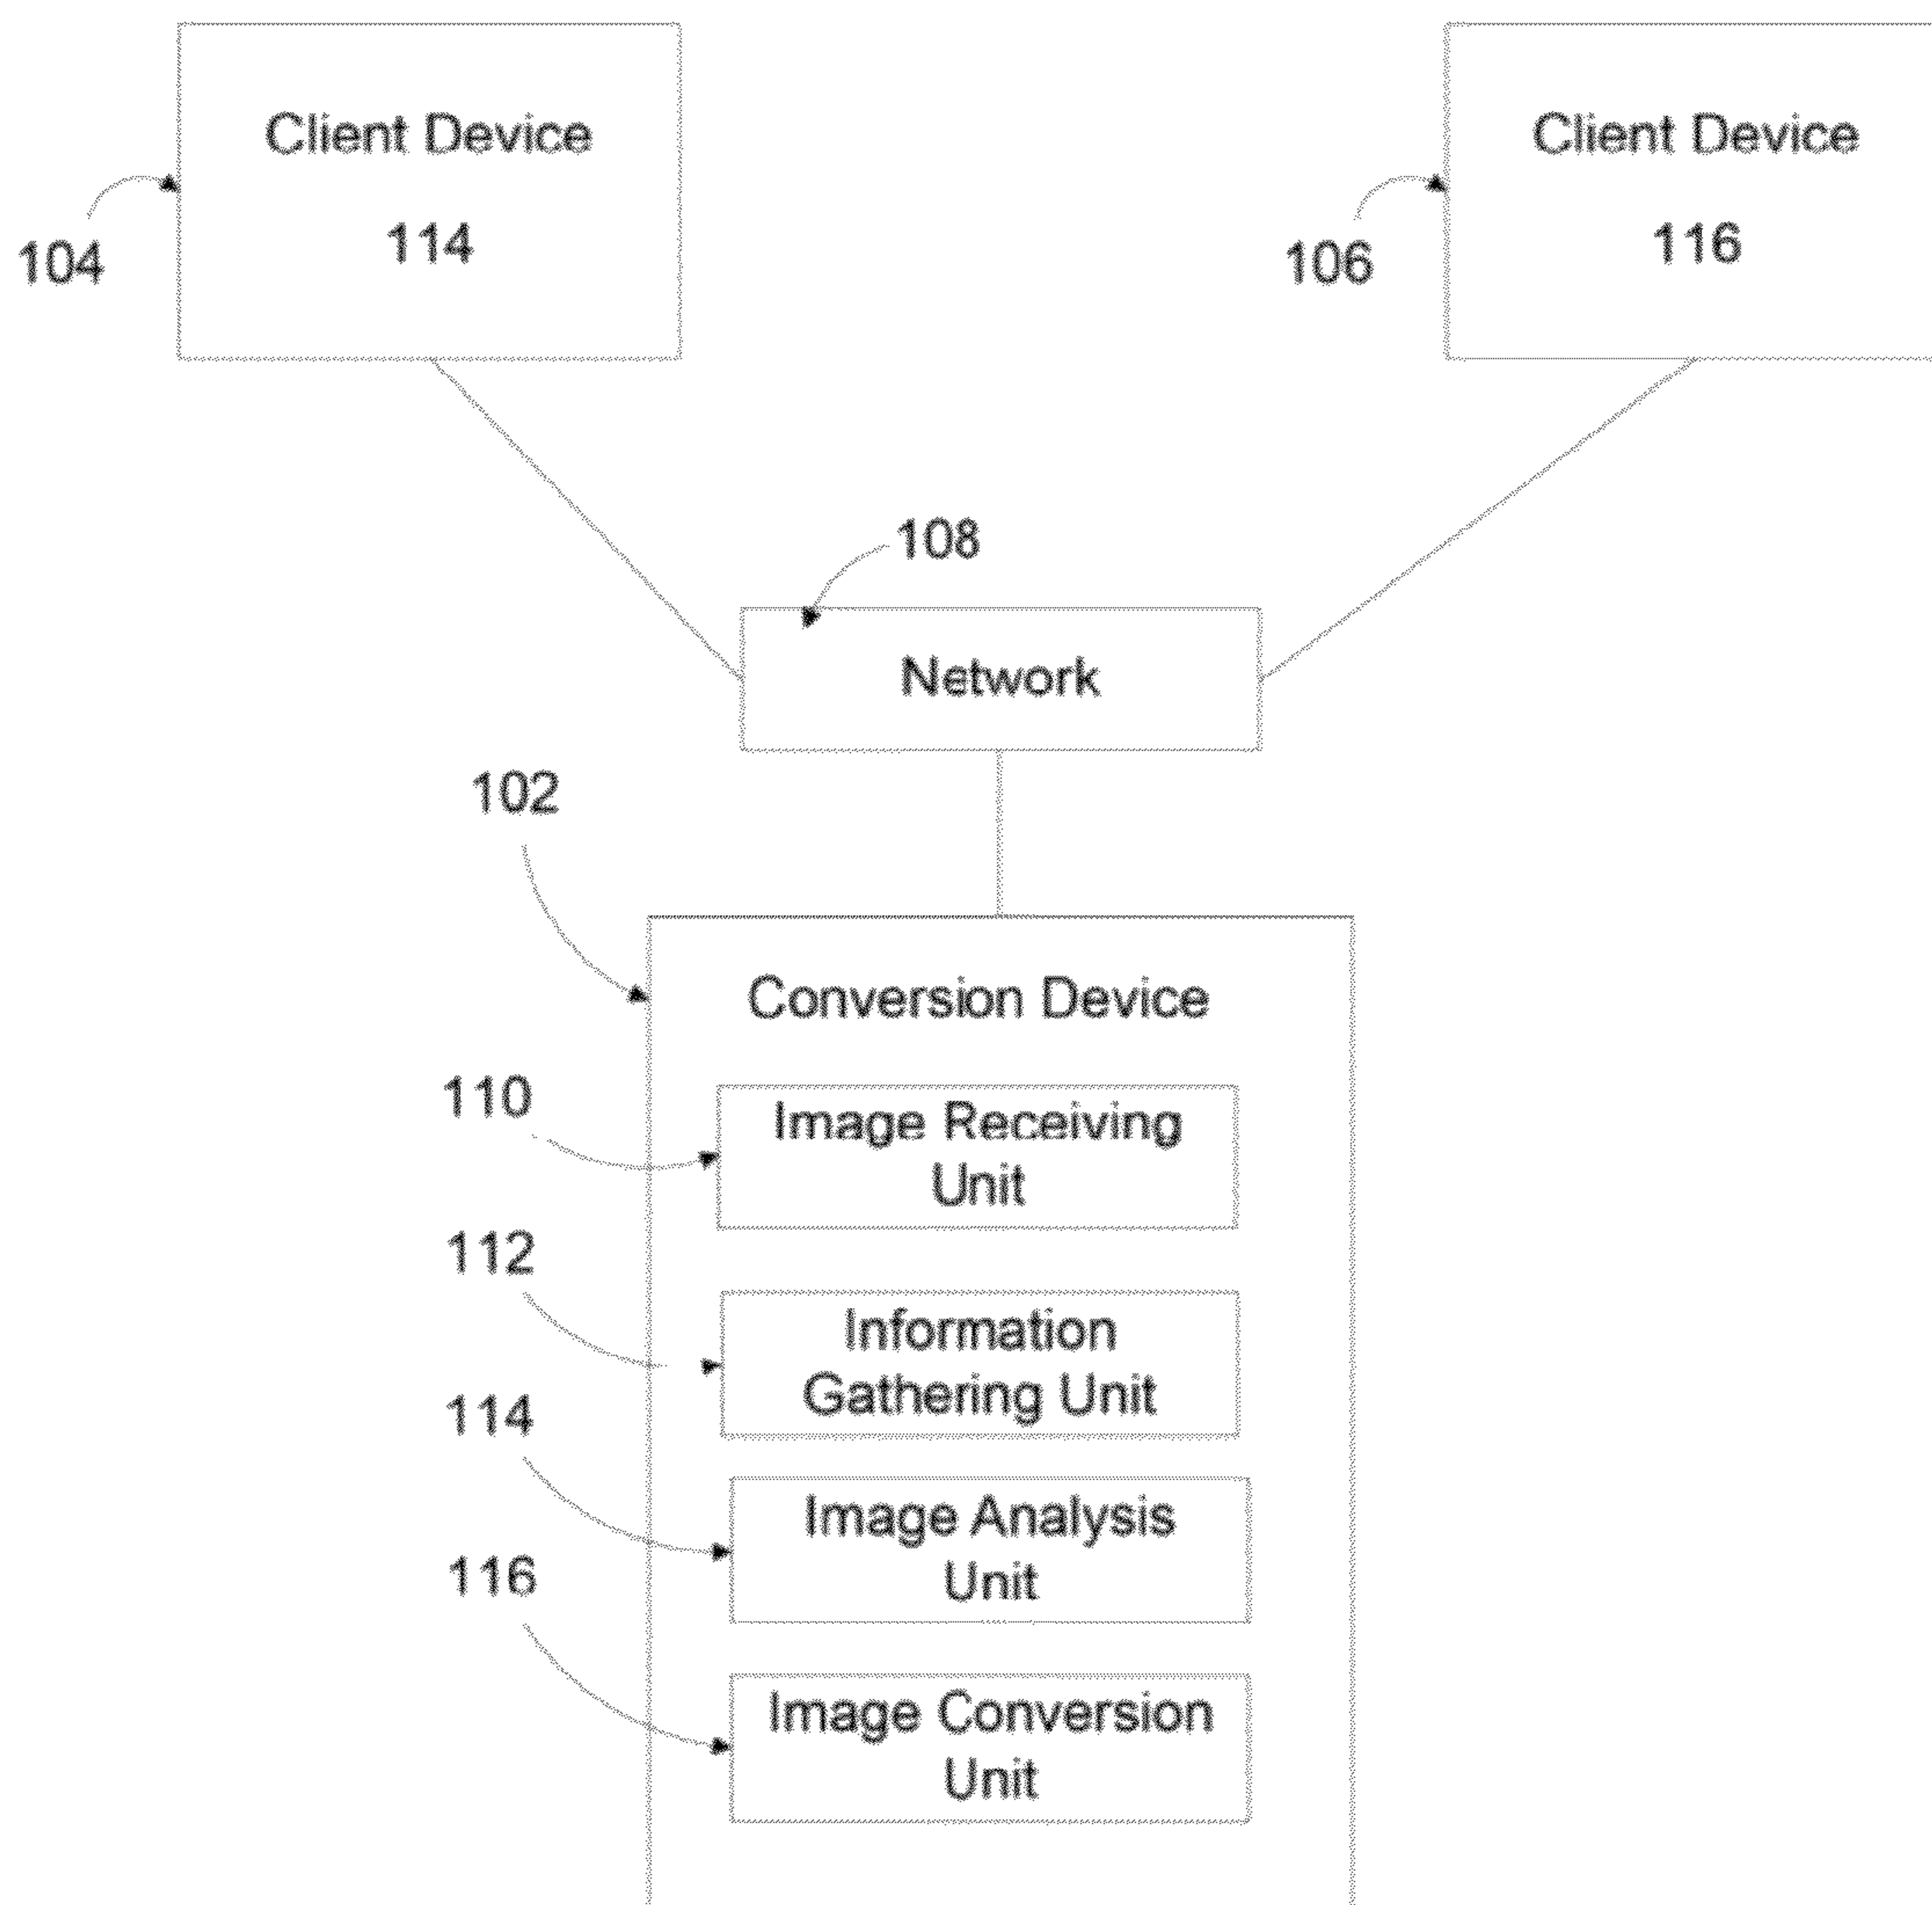 Client Device
114
104
Client Device
116
106
108
Network
102
Conversion Device
110
Image Receiving
Unit
112
Information
Gathering Unit
114
Image Analysis
Unit
116
Image Conversion
Unit